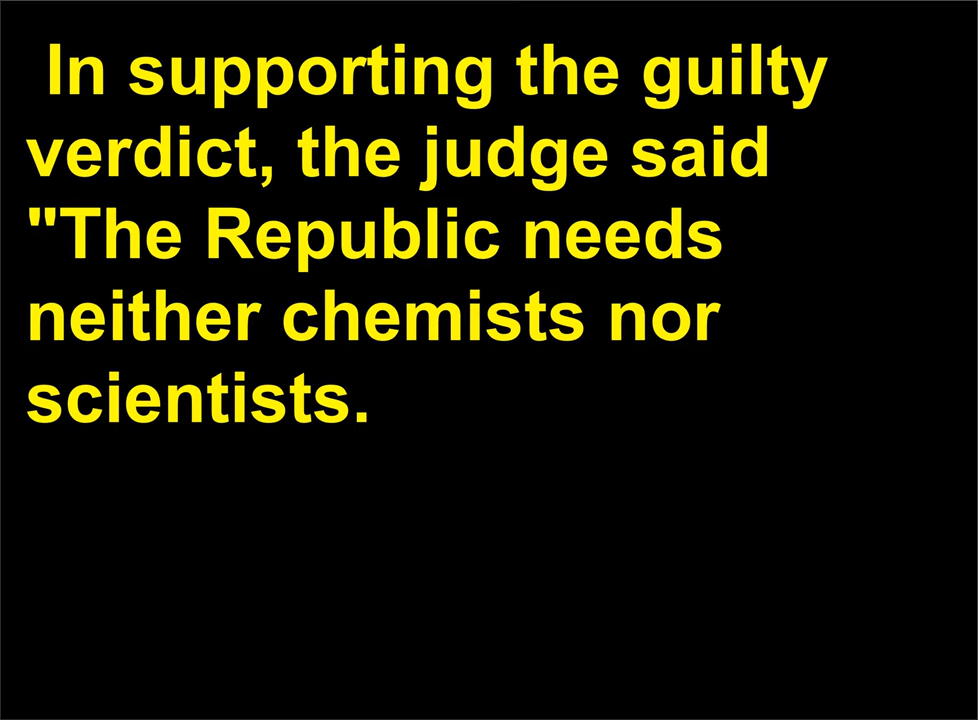 In supporting the guilty
verdict, the judge said
"The Republic needs
neither chemists nor
scientists.